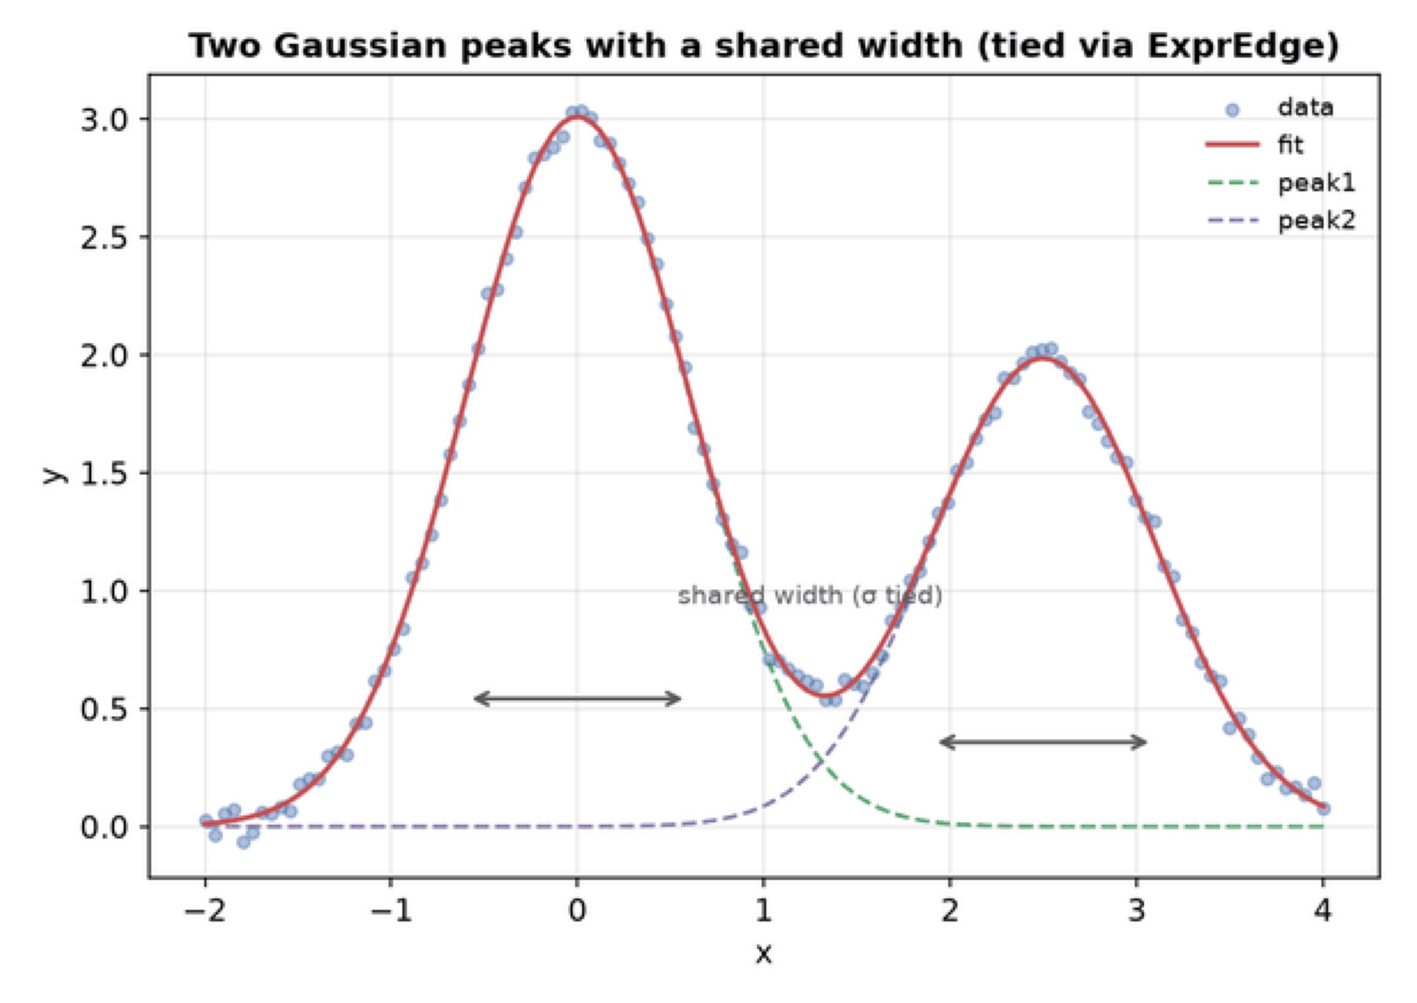 Two Gaussian peaks with a shared width (tied via ExprEdge)
data
fit
peak1
peak2
3.0
2.5
2.0
1.5
1.0
0.5
0.0
y
shared width (σ tied)
−2 −1 0 1 2 3 4
x